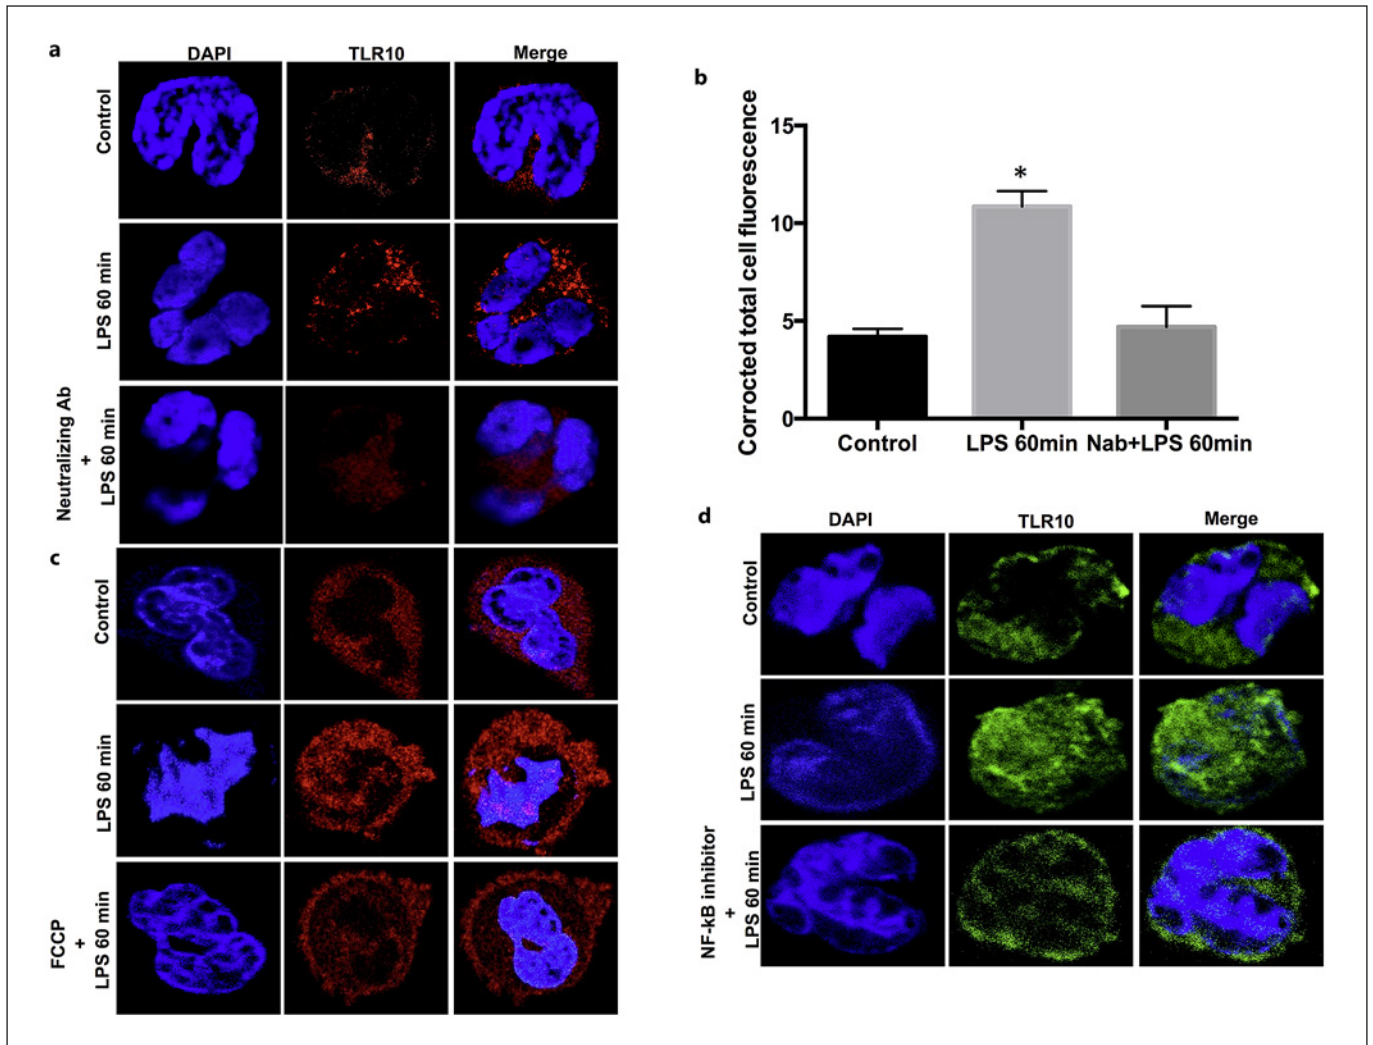 a
DAPI TLR10 Merge
Control
LPS 60 min
Neutralizing Ab
+
LPS 60 min
b
Corrocted total cell fluorescence
15
10
5
0
*
Control LPS 60min Nab+LPS 60min
c
Control
LPS 60 min
FCCP
+
LPS 60 min
d
DAPI TLR10 Merge
Control
LPS 60 min
NF-kB inhibitor
+
LPS 60 min